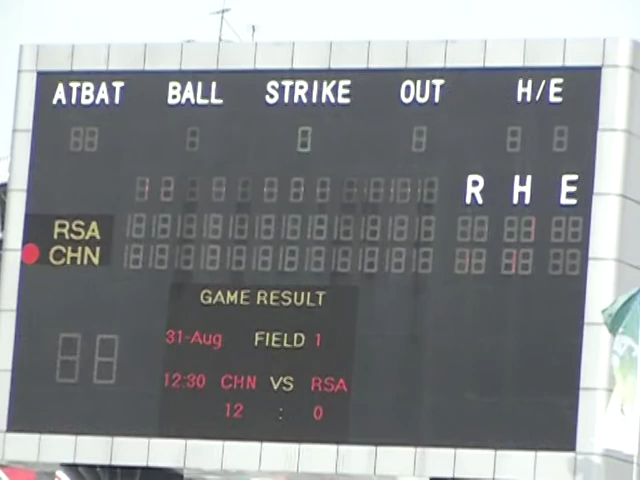 ATBAT BALL STRIKE OUT H/E
R H E
RSA
CHN
GAME RESULT
31-Aug FIELD 1
12:30 CHN VS RSA
12 : 0